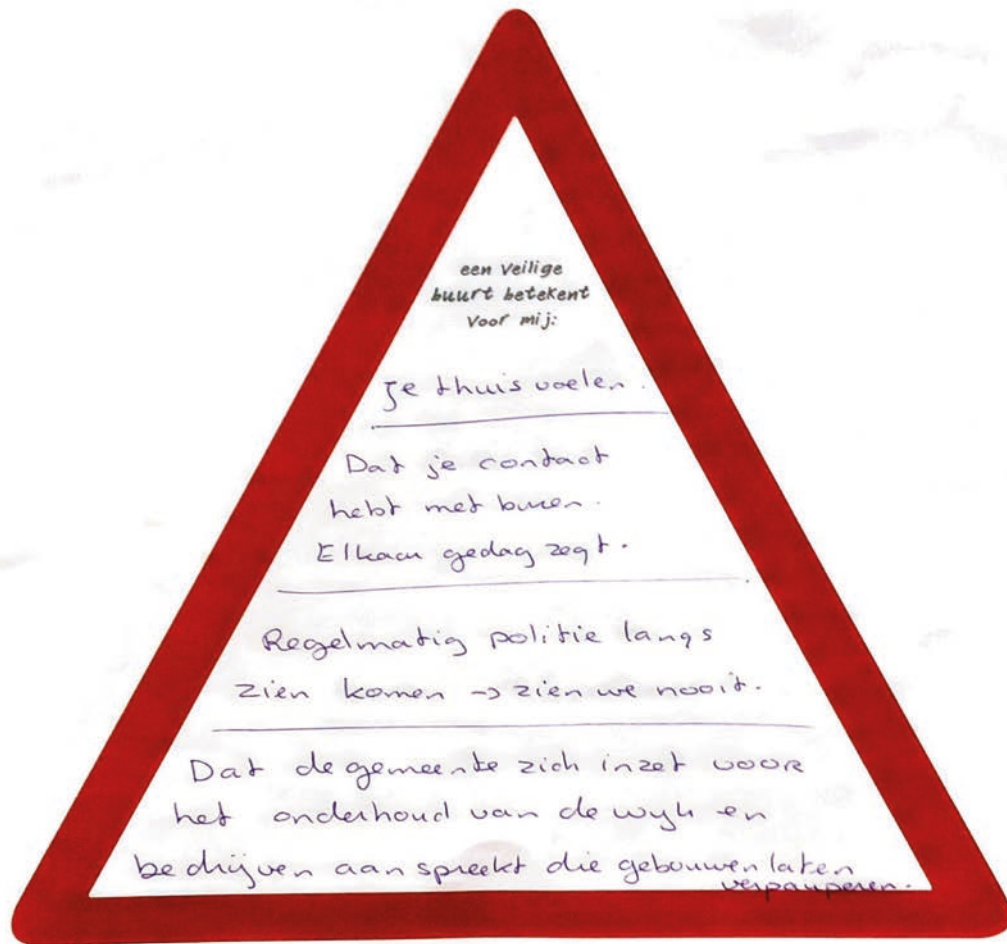 een veilige
buurt betekent
voor mij:
Je thuis voelen.
Dat je contact
hebt met buren.
Elkaar gedag zegt.
Regelmatig politie langs
zien komen -> zien we nooit.
Dat de gemeente zich inzet voor
het onderhoud van de wijk en
bedrijven aanspreekt die gebouwen laten
verpauperen.